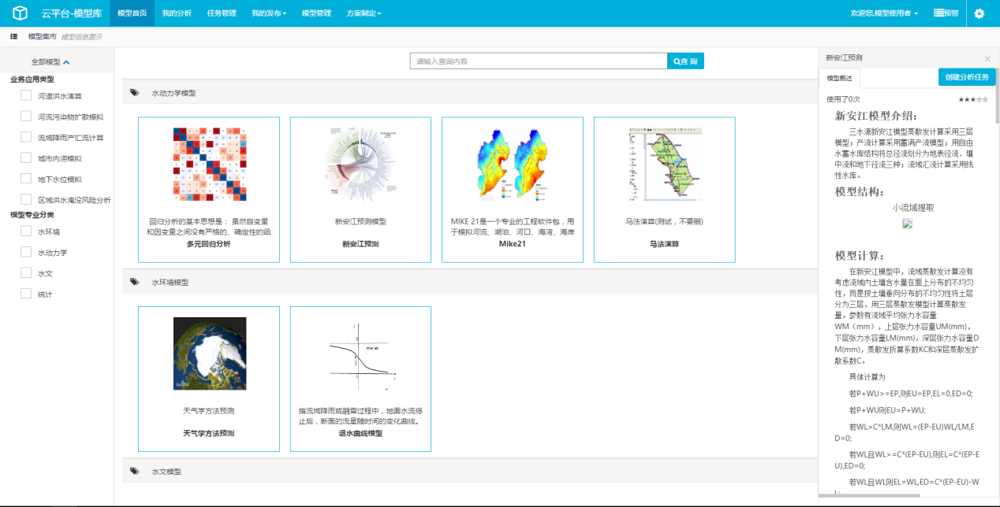 云平台-模型库 模型首页 我的分析 任务管理 我的发布 模型管理 方案制定 欢迎您,模型使用者 预警
模型集市 模型信息展示
全部模型
业务应用类型
河道洪水演算
河流污染物扩散模拟
流域降雨产汇流计算
城市内涝模拟
地下水位模拟
区域洪水淹没风险分析
模型专业分类
水环境
水动力学
水文
统计
请输入查询内容 查 询
水动力学模型
回归分析的基本思想是： 虽然自变量
和因变量之间没有严格的、确定性的函
多元回归分析
新安江预测模型
新安江预测
MIKE 21是一个专业的工程软件包，用
于模拟河流、湖泊、河口、海湾、海岸
Mike21
马法演算(测试，不要删)
马法演算
水环境模型
天气学方法预测
天气学方法预测
指流域降雨或融雪过程中，地面水流停
止后，断面的流量随时间的变化曲线。
退水曲线模型
水文模型
新安江预测 ×
模型概述 创建分析任务
使用了0次 ★★★☆☆
新安江模型介绍：
三水源新安江模型蒸散发计算采用三层
模型；产流计算采用蓄满产流模型；用自由
水蓄水库结构将总径流划分为地表径流、壤
中流和地下径流三种；流域汇流计算采用线
性水库。
模型结构：
小流域提取
模型计算：
在新安江模型中，流域蒸散发计算没有
考虑流域内土壤含水量在面上分布的不均匀
性，而是按土壤垂向分布的不均匀性将土层
分为三层，用三层蒸散发模型计算蒸散发
量。参数有流域平均张力水容量
WM（mm），上层张力水容量UM(mm)，
下层张力水容量LM(mm)，深层张力水容量D
M(mm)，蒸散发折算系数KC和深层蒸散发扩
散系数C。
具体计算为
若P+WU>=EP,则EU=EP,EL=0,ED=0;
若P+WU则EU=P+WU;
若WL>C*LM,则WL=(EP-EU)WL/LM,E
D=0;
若WL且WL>=C*(EP-EU),则EL=C*(EP-E
U),ED=0;
若WL且WL则EL=WL,ED=C*(EP-EU)-W
L;